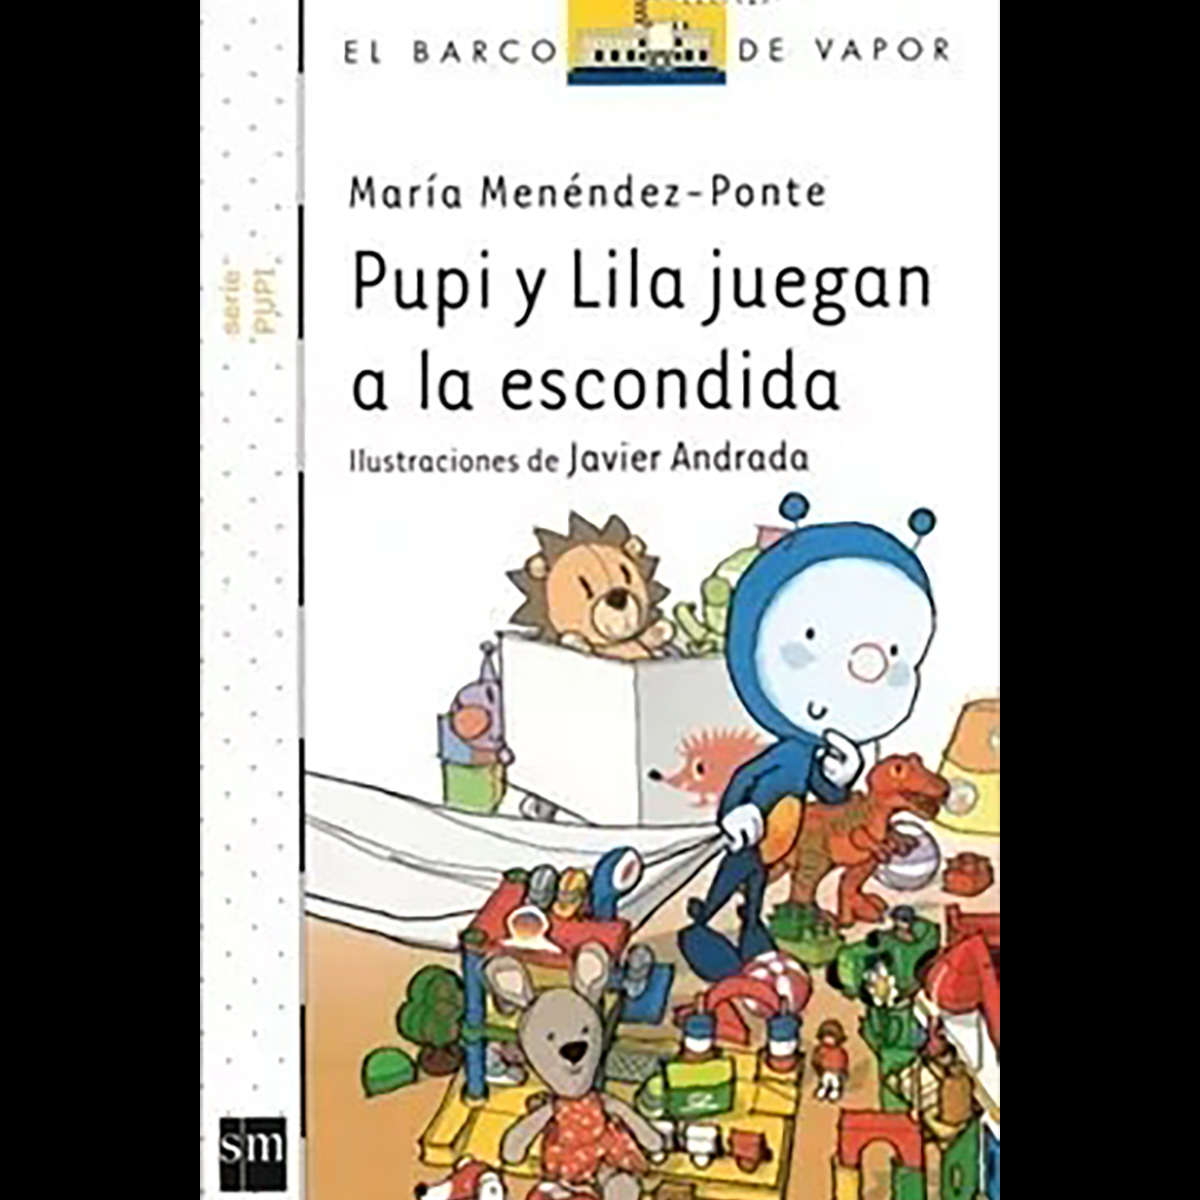 EL BARCO DE VAPOR
María Menéndez-Ponte
Pupi y Lila juegan
a la escondida
Ilustraciones de Javier Andrada
serie
PUPI
sm